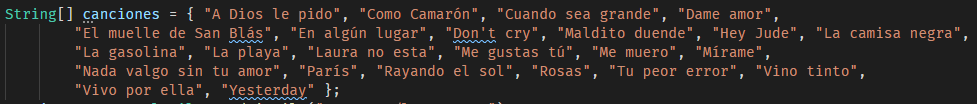 String[] canciones = { "A Dios le pido", "Como Camarón", "Cuando sea grande", "Dame amor",
"El muelle de San Blás", "En algún lugar", "Don't cry", "Maldito duende", "Hey Jude", "La camisa negra",
"La gasolina", "La playa", "Laura no esta", "Me gustas tú", "Me muero", "Mírame",
"Nada valgo sin tu amor", "París", "Rayando el sol", "Rosas", "Tu peor error", "Vino tinto",
"Vivo por ella", "Yesterday" };